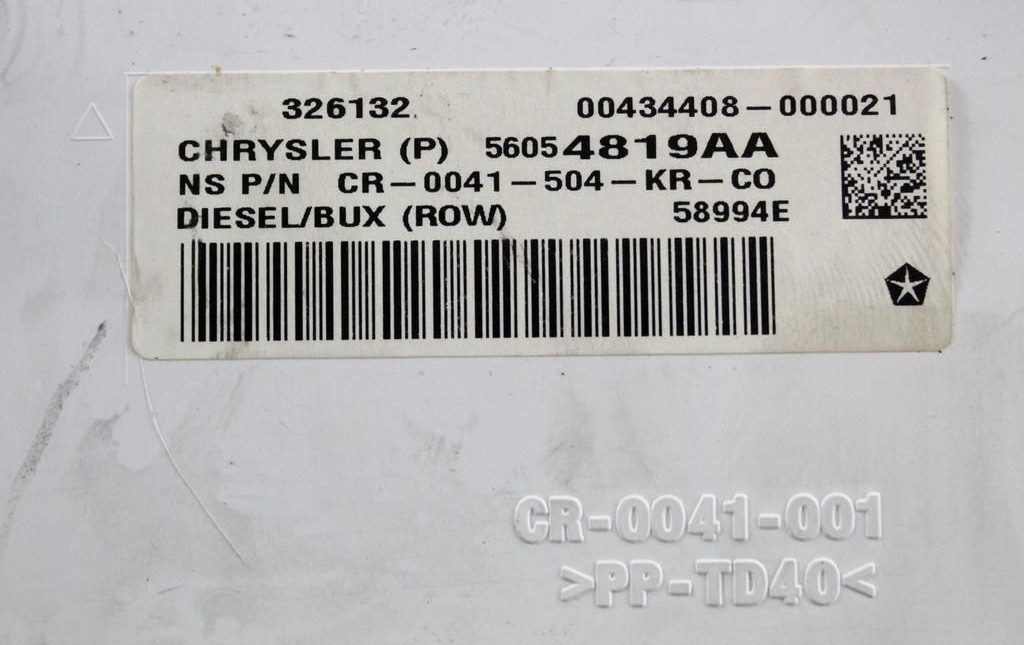 326132 00434408-000021
CHRYSLER (P) 56054819AA
NS P/N CR-0041-504-KR-CO
DIESEL/BUX (ROW) 58994E
CR-0041-001
>PP-TD40<